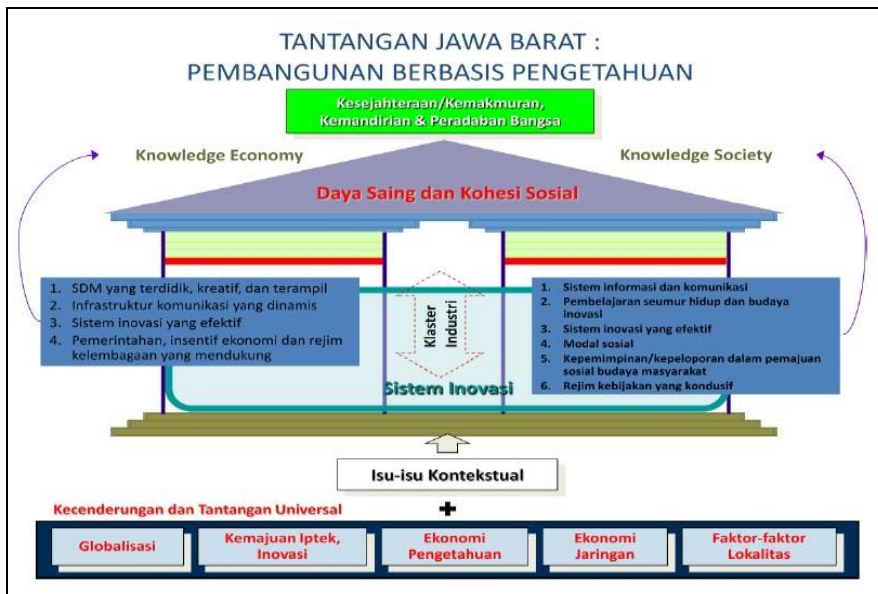 TANTANGAN JAWA BARAT :
PEMBANGUNAN BERBASIS PENGETAHUAN
Kesejahteraan/Kemakmuran,
Kemandirian & Peradaban Bangsa
Knowledge Economy
Knowledge Society
Daya Saing dan Kohesi Sosial
1. SDM yang terdidik, kreatif, dan terampil
2. Infrastruktur komunikasi yang dinamis
3. Sistem inovasi yang efektif
4. Pemerintahan, insentif ekonomi dan rejim
kelembagaan yang mendukung
Klaster
Industri
1. Sistem informasi dan komunikasi
2. Pembelajaran seumur hidup dan budaya
inovasi
3. Sistem inovasi yang efektif
4. Modal sosial
5. Kepemimpinan/kepeloporan dalam pemajuan
sosial budaya masyarakat
6. Rejim kebijakan yang kondusif
Sistem Inovasi
Isu-isu Kontekstual
Kecenderungan dan Tantangan Universal
+
Globalisasi
Kemajuan Iptek,
Inovasi
Ekonomi
Pengetahuan
Ekonomi
Jaringan
Faktor-faktor
Lokalitas